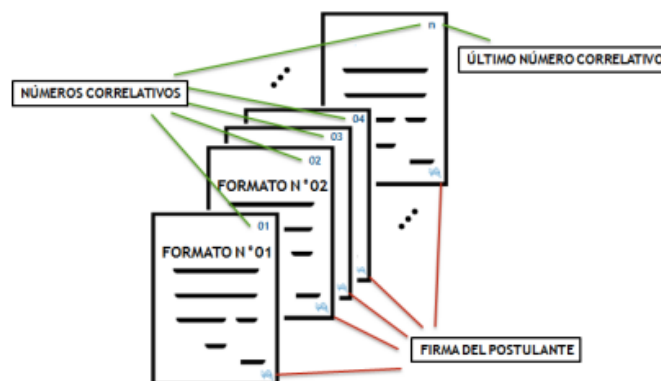 n
ÚLTIMO NÚMERO CORRELATIVO
NÚMEROS CORRELATIVOS
04
03
02
FORMATO N°02
01
FORMATO N°01
FIRMA DEL POSTULANTE